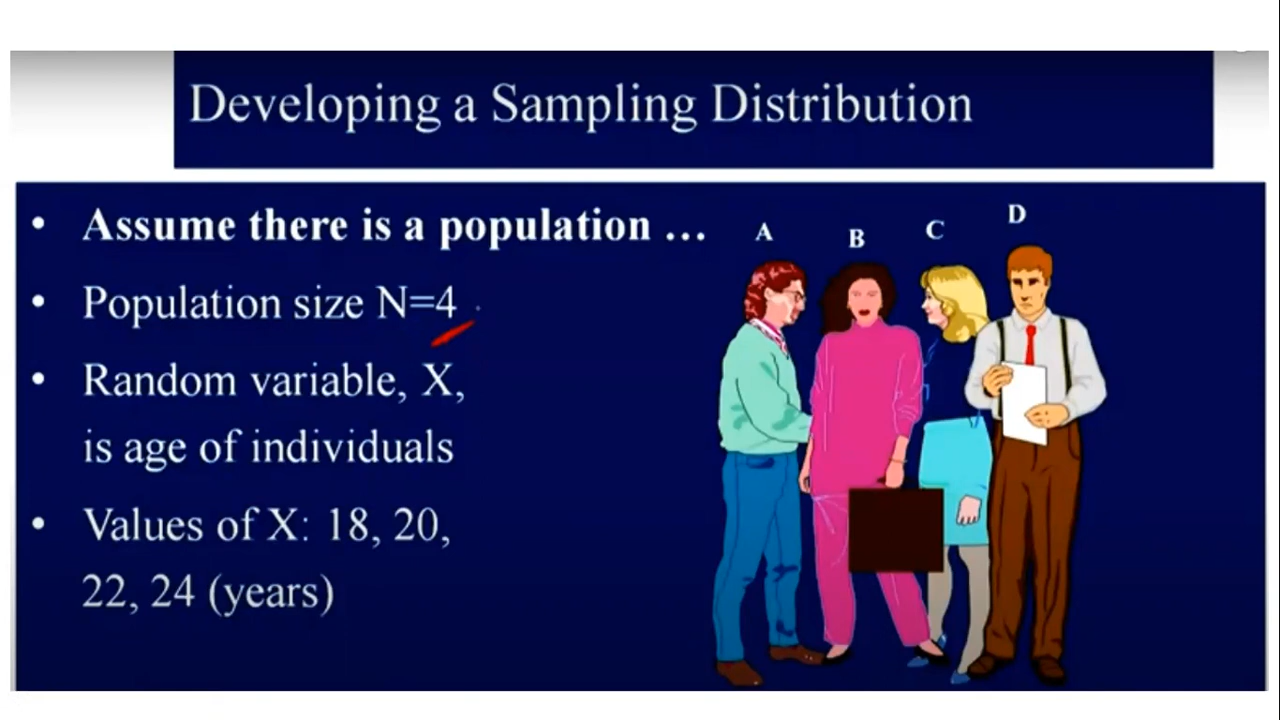 Developing a Sampling Distribution
• Assume there is a population ...
A B C D
• Population size N=4
• Random variable, X,
is age of individuals
• Values of X: 18, 20,
22, 24 (years)